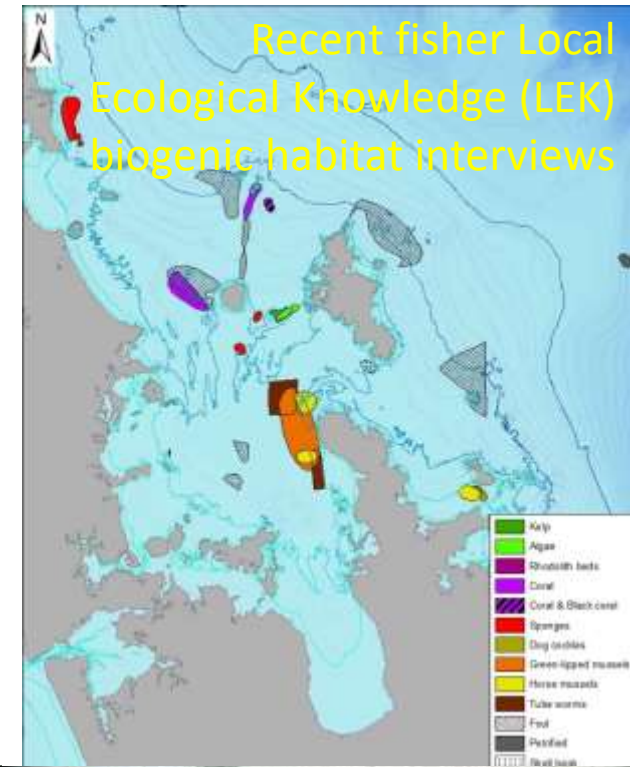 N
Recent fisher Local
Ecological Knowledge (LEK)
biogenic habitat interviews
Kelp
Algae
Rhodolith beds
Coral
Coral & Black coral
Sponges
Dog cockles
Green-lipped mussels
Horse mussels
Tube worms
Foul